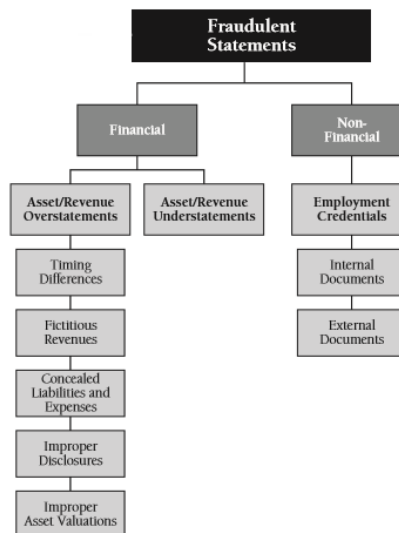 Fraudulent
Statements
Financial
Non-
Financial
Asset/Revenue
Overstatements
Asset/Revenue
Understatements
Employment
Credentials
Timing
Differences
Internal
Documents
Fictitious
Revenues
External
Documents
Concealed
Liabilities and
Expenses
Improper
Disclosures
Improper
Asset Valuations